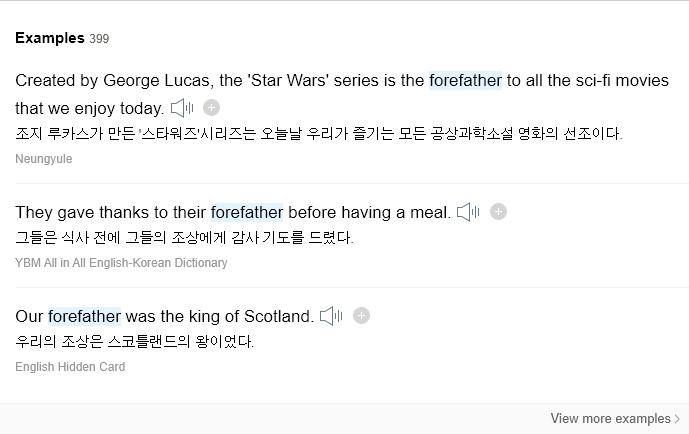 Examples 399
Created by George Lucas, the 'Star Wars' series is the forefather to all the sci-fi movies
that we enjoy today.
조지 루카스가 만든 '스타워즈'시리즈는 오늘날 우리가 즐기는 모든 공상과학소설 영화의 선조이다.
Neungyule
They gave thanks to their forefather before having a meal.
그들은 식사 전에 그들의 조상에게 감사 기도를 드렸다.
YBM All in All English-Korean Dictionary
Our forefather was the king of Scotland.
우리의 조상은 스코틀랜드의 왕이었다.
English Hidden Card
View more examples